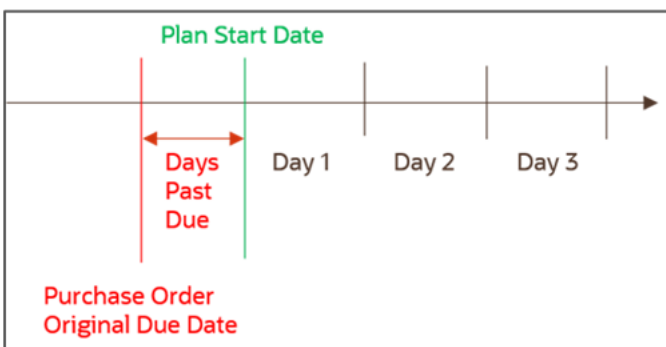 Plan Start Date
Days
Past
Due
Day 1
Day 2
Day 3
Purchase Order
Original Due Date